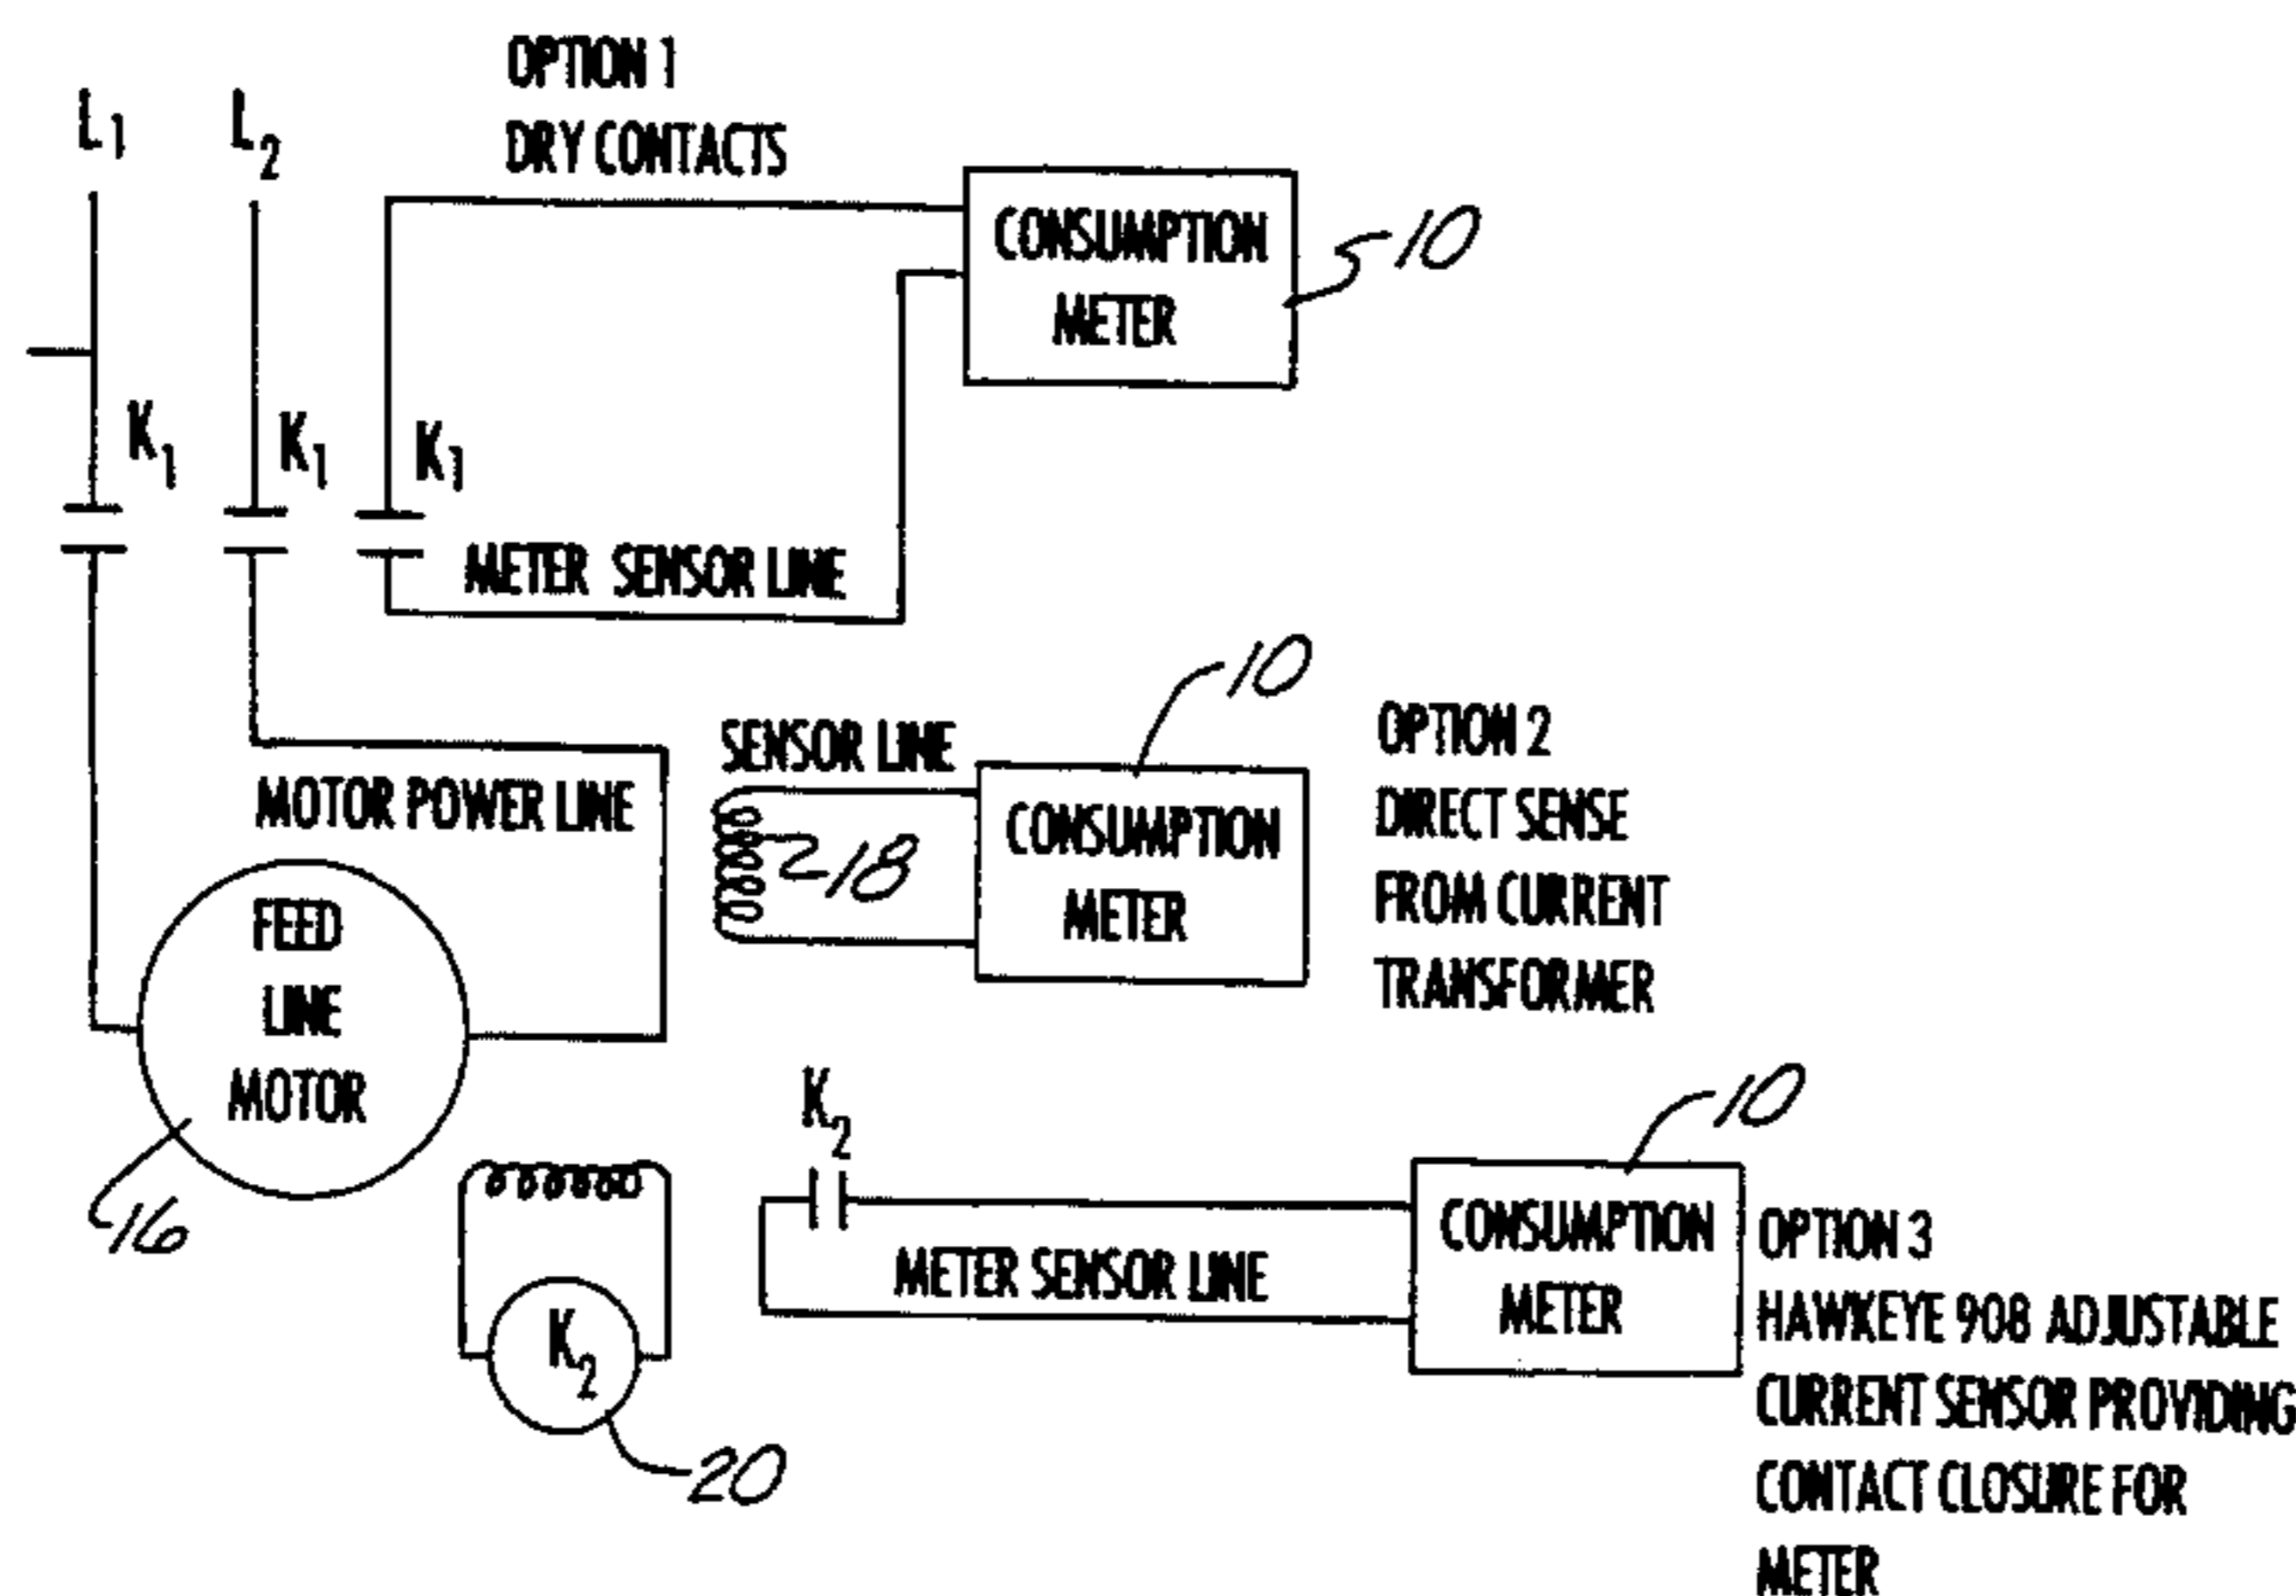 OPTION 1
DRY CONTACTS
L1
L2
CONSUMPTION
METER
10
K1
K1
K1
METER SENSOR LINE
MOTOR POWER LINE
SENSOR LINE
10
CONSUMPTION
METER
18
OPTION 2
DIRECT SENSE
FROM CURRENT
TRANSFORMER
FEED
LINE
MOTOR
16
K2
20
K2
METER SENSOR LINE
10
CONSUMPTION
METER
OPTION 3
HAWKEYE 908 ADJUSTABLE
CURRENT SENSOR PROVIDING
CONTACT CLOSURE FOR
METER